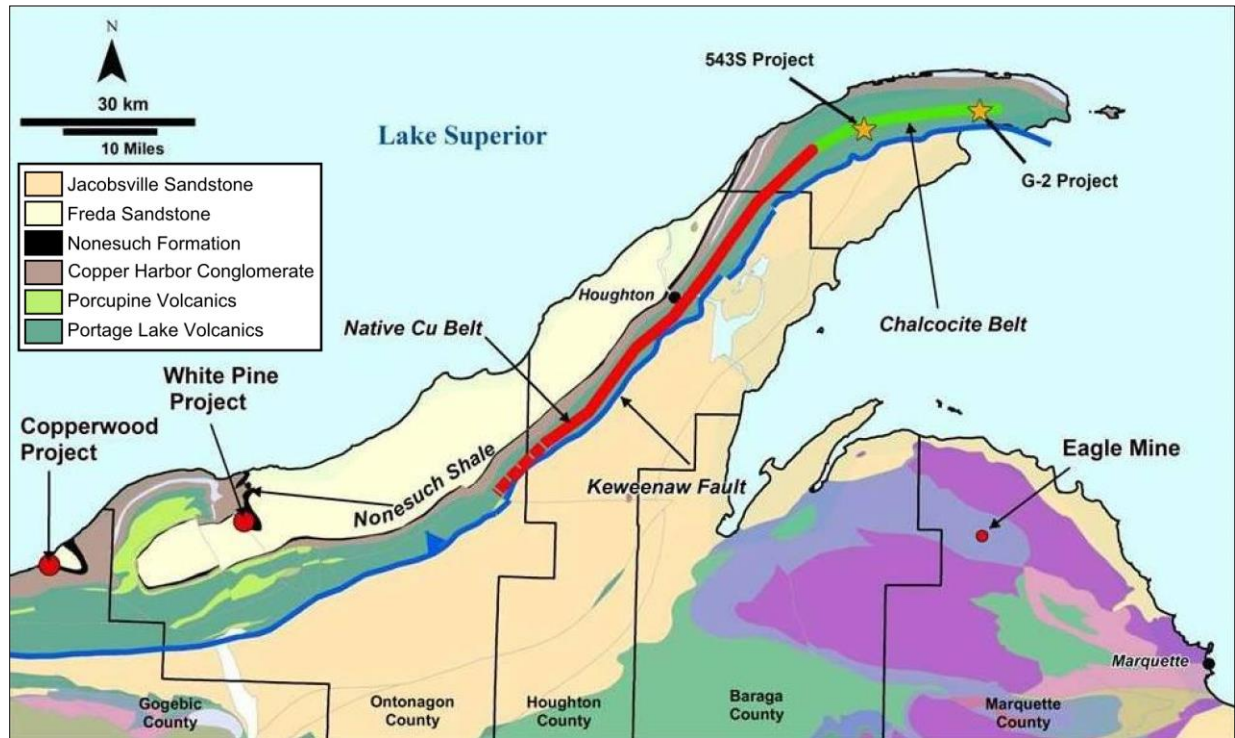 N
30 km
10 Miles
Lake Superior
543S Project
G-2 Project
Jacobsville Sandstone
Freda Sandstone
Nonesuch Formation
Copper Harbor Conglomerate
Porcupine Volcanics
Portage Lake Volcanics
Houghton
Chalcocite Belt
Native Cu Belt
White Pine
Project
Copperwood
Project
Nonesuch Shale
Keweenaw Fault
Eagle Mine
Marquette
Gogebic
County
Ontonagon
County
Houghton
County
Baraga
County
Marquette
County